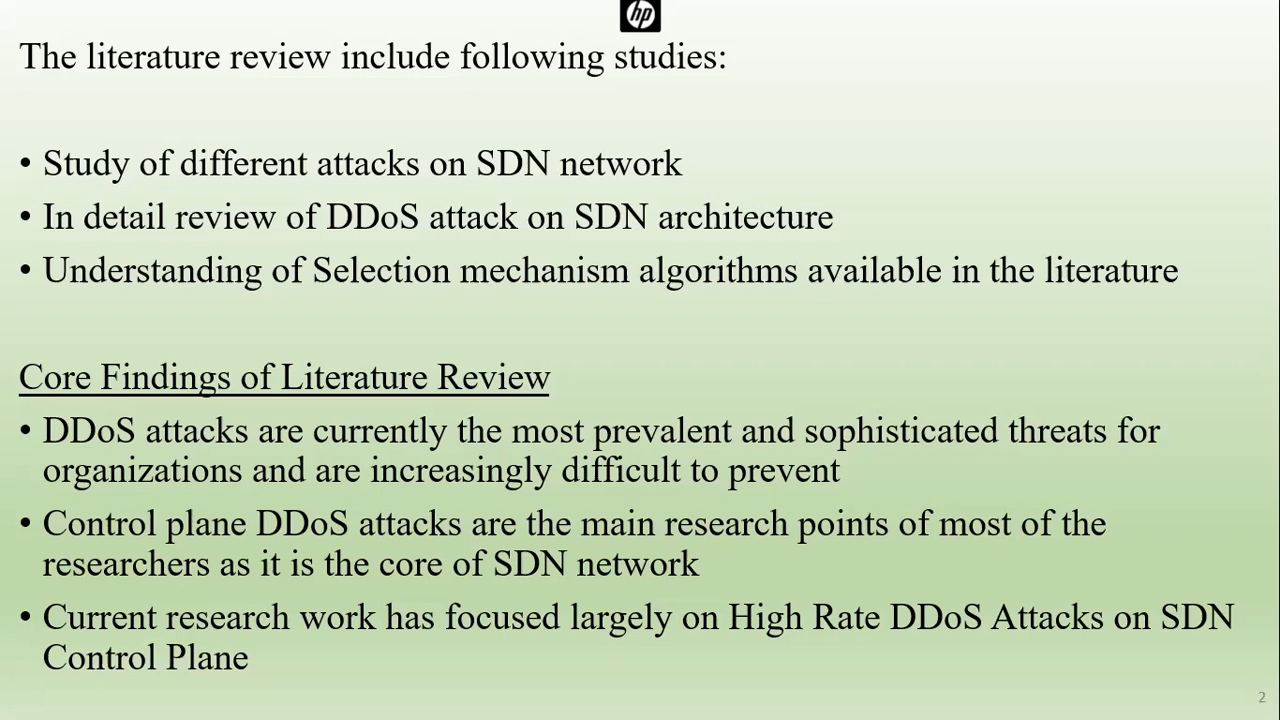 hp
The literature review include following studies:
• Study of different attacks on SDN network
• In detail review of DDoS attack on SDN architecture
• Understanding of Selection mechanism algorithms available in the literature
Core Findings of Literature Review
• DDoS attacks are currently the most prevalent and sophisticated threats for
organizations and are increasingly difficult to prevent
• Control plane DDoS attacks are the main research points of most of the
researchers as it is the core of SDN network
• Current research work has focused largely on High Rate DDoS Attacks on SDN
Control Plane
2